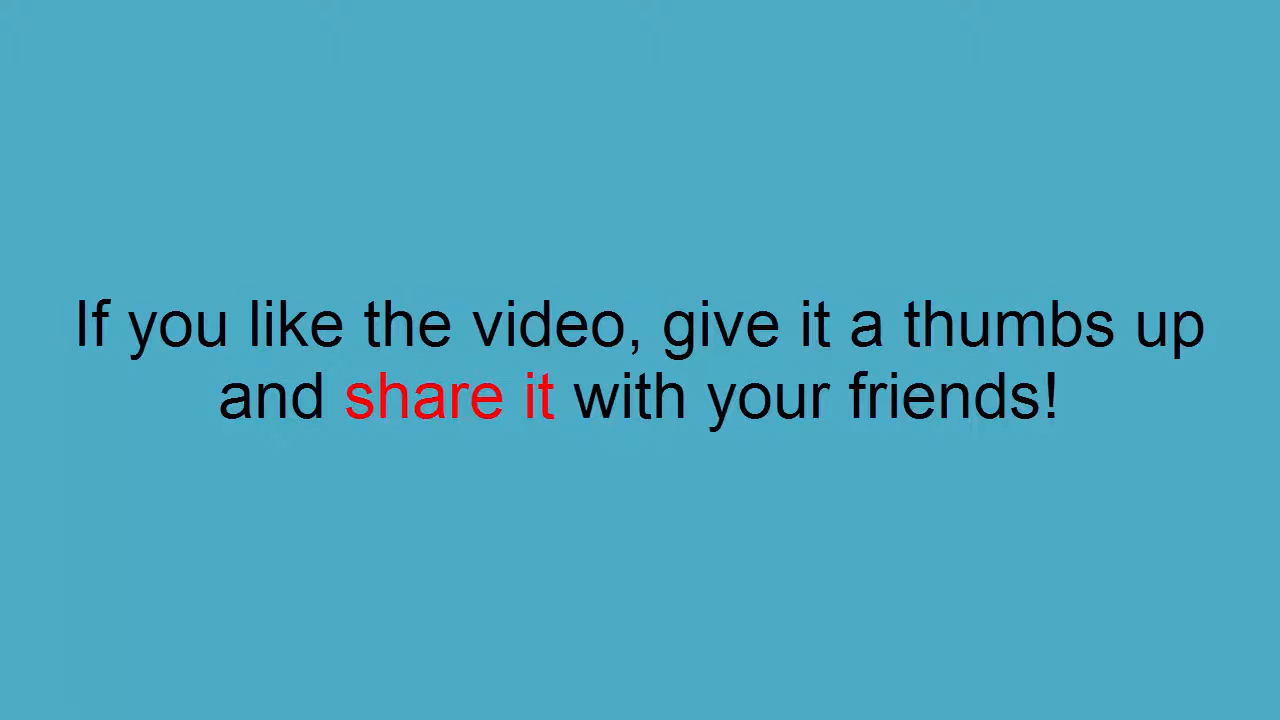 If you like the video, give it a thumbs up
and share it with your friends!